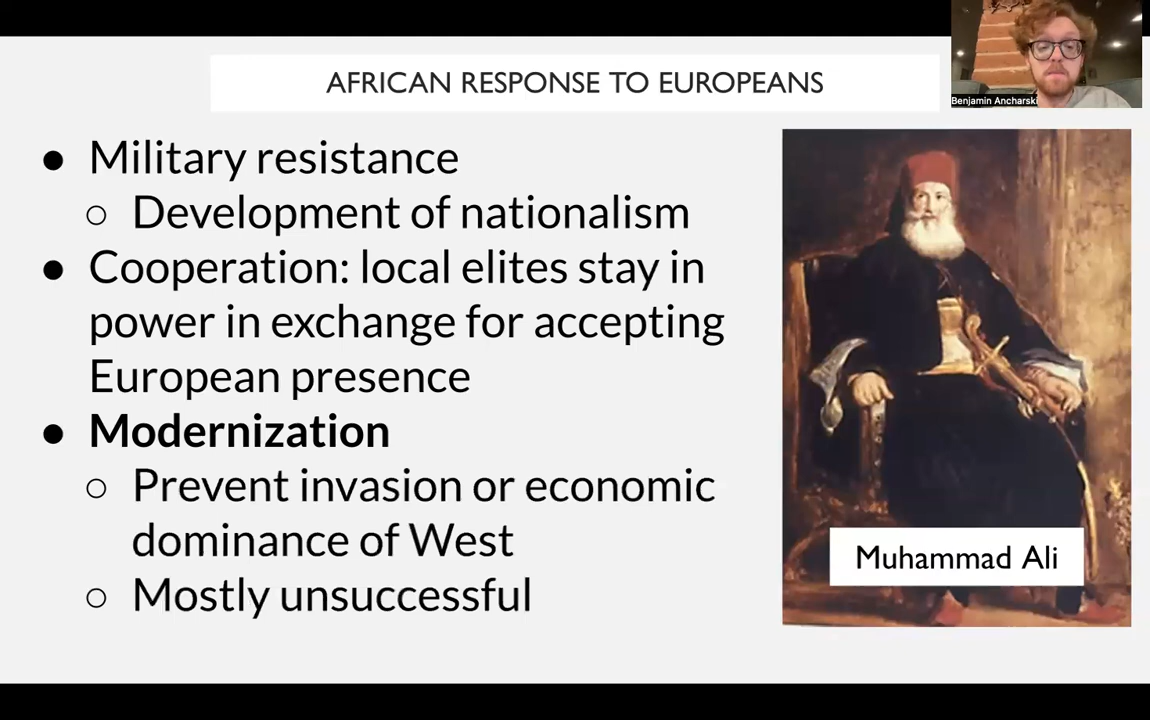 AFRICAN RESPONSE TO EUROPEANS
Benjamin Ancharski
● Military resistance
○ Development of nationalism
● Cooperation: local elites stay in
power in exchange for accepting
European presence
● Modernization
○ Prevent invasion or economic
dominance of West
○ Mostly unsuccessful
Muhammad Ali